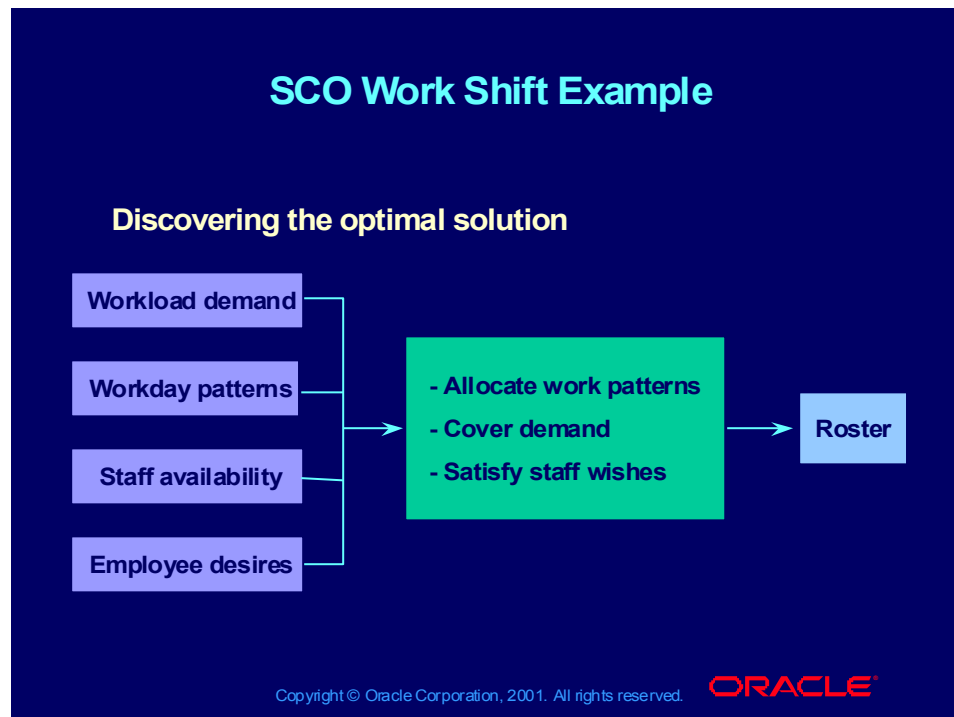 SCO Work Shift Example
Discovering the optimal solution
Workload demand
Workday patterns
Staff availability
Employee desires
- Allocate work patterns
- Cover demand
- Satisfy staff wishes
Roster
Copyright © Oracle Corporation, 2001. All rights reserved.
ORACLE®